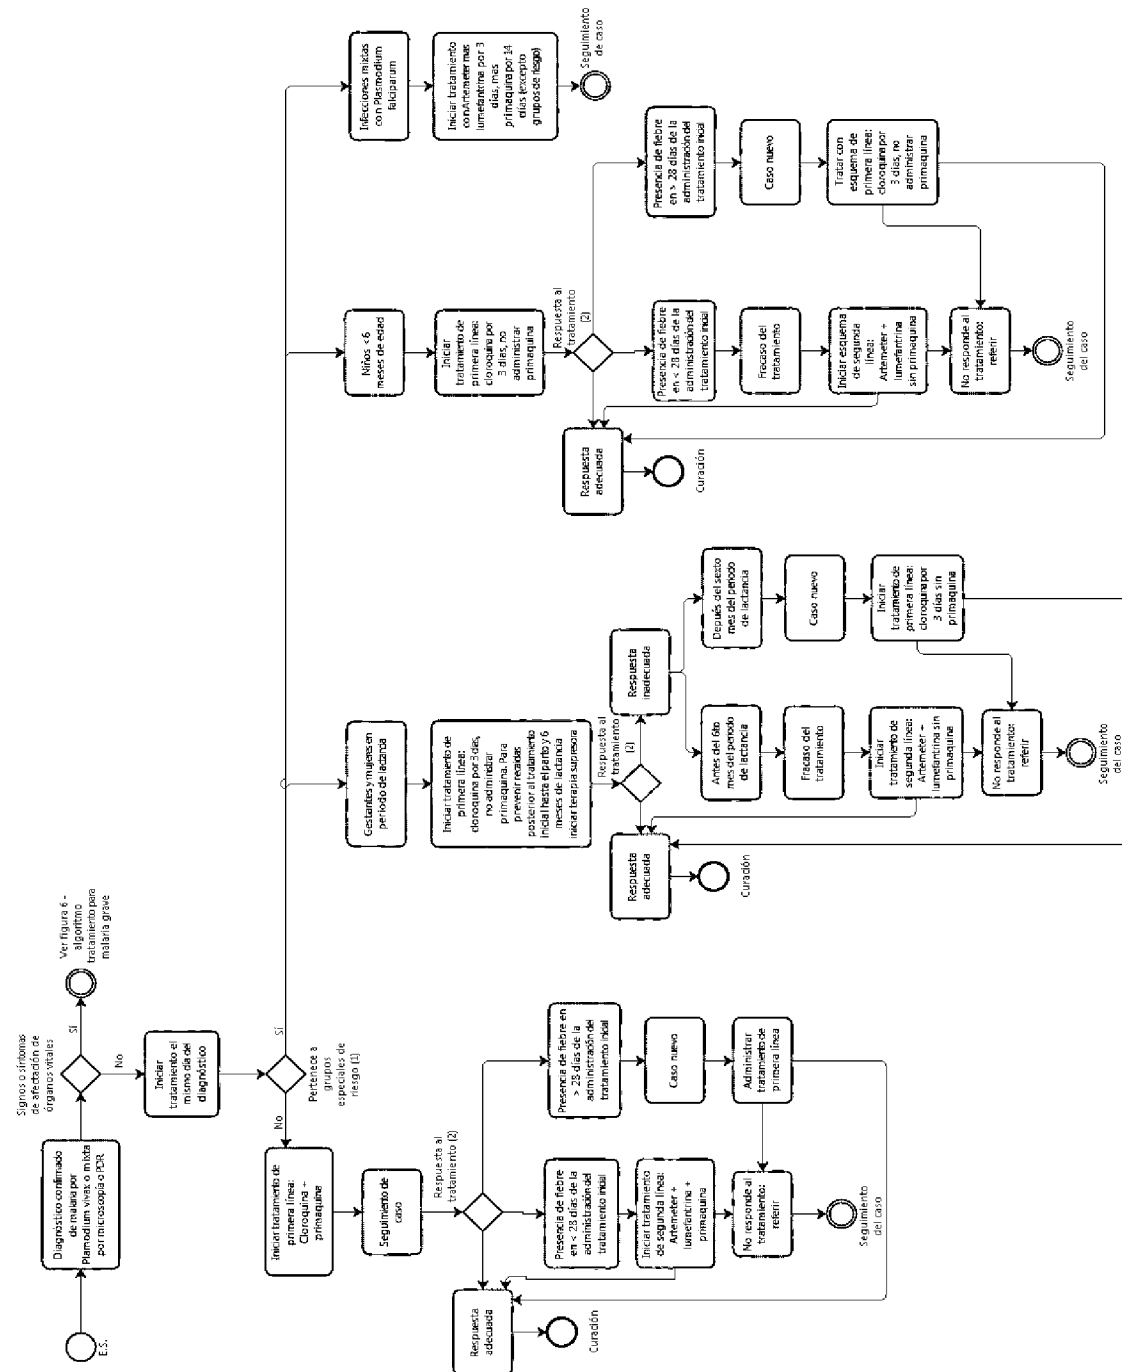 E.S.
Diagnóstico confirmado
de malaria por
Plamodium vivax o mixta
por microscopía o PDR
Signos o síntomas
de afectación de
órganos vitales
Sí
Ver figura 6 -
algoritmo
tratamiento para
malaria grave
No
Iniciar
tratamiento el
mismo día del
diagnóstico
Pertenece a
grupos
especibles de
riesgo (1)
No
Sí
Iniciar tratamiento de
primera línea:
Cloroquina +
primaquina
Seguimiento de
caso
Respuesta al
tratamiento (2)
Respuesta
adecuada
Curación
Presencia de fiebre
en < 28 días de la
administración del
tratamiento inicial
Iniciar tratamiento
de segunda línea:
Artemeter +
lumefantrina +
primaquina
No responde al
tratamiento:
referir
Seguimiento
del caso
Presencia de fiebre en
> 28 días de la
administración del
tratamiento inicial
Caso nuevo
Administrar
tratamiento de
primera línea
Gestantes y mujeres en
periodo de lactancia
Iniciar tratamiento de
primera línea:
cloroquina por 3 días,
no administrar
primaquina. Para
prevenir recaídas
posterior al tratamiento
inicial hasta el parto y 6
meses de lactancia
iniciar terapia supresora
Respuesta al
tratamiento
(2)
Respuesta
adecuada
Curación
Respuesta
inadecuada
Antes del 6to
mes del periodo
de lactancia
Fracaso del
tratamiento
Iniciar
tratamiento de
segunda línea:
Artemeter +
lumefantrina sin
primaquina
No responde al
tratamiento:
referir
Seguimiento
del caso
Depués del sexto
mes del periodo
de lactancia
Caso nuevo
Iniciar
tratamiento de
primera línea:
cloroquina por
3 días sin
primaquina
Niños < 6
meses de edad
Iniciar
tratamiento de
primera línea:
cloroquina por
3 días, no
administrar
primaquina
Respuesta al
tratamiento
(2)
Respuesta
adecuada
Curación
Presencia de fiebre
en < 28 días de la
administración del
tratamiento inicial
Fracaso del
tratamiento
Iniciar esquema
de segunda
línea:
Artemeter +
lumefantrina
sin primaquina
No responde al
tratamiento:
referir
Seguimiento
del caso
Presencia de fiebre
en > 28 días de la
administración del
tratamiento inicial
Caso nuevo
Tratar con
esquema de
primera línea:
cloroquina por
3 días, no
administrar
primaquina
Infecciones mixtas
con Plasmodium
falciparum
Iniciar tratamiento
con Artemeter mas
lumefantrina por 3
días, mas
primaquina por 14
días (excepto
grupos de riesgo)
Seguimiento
de caso